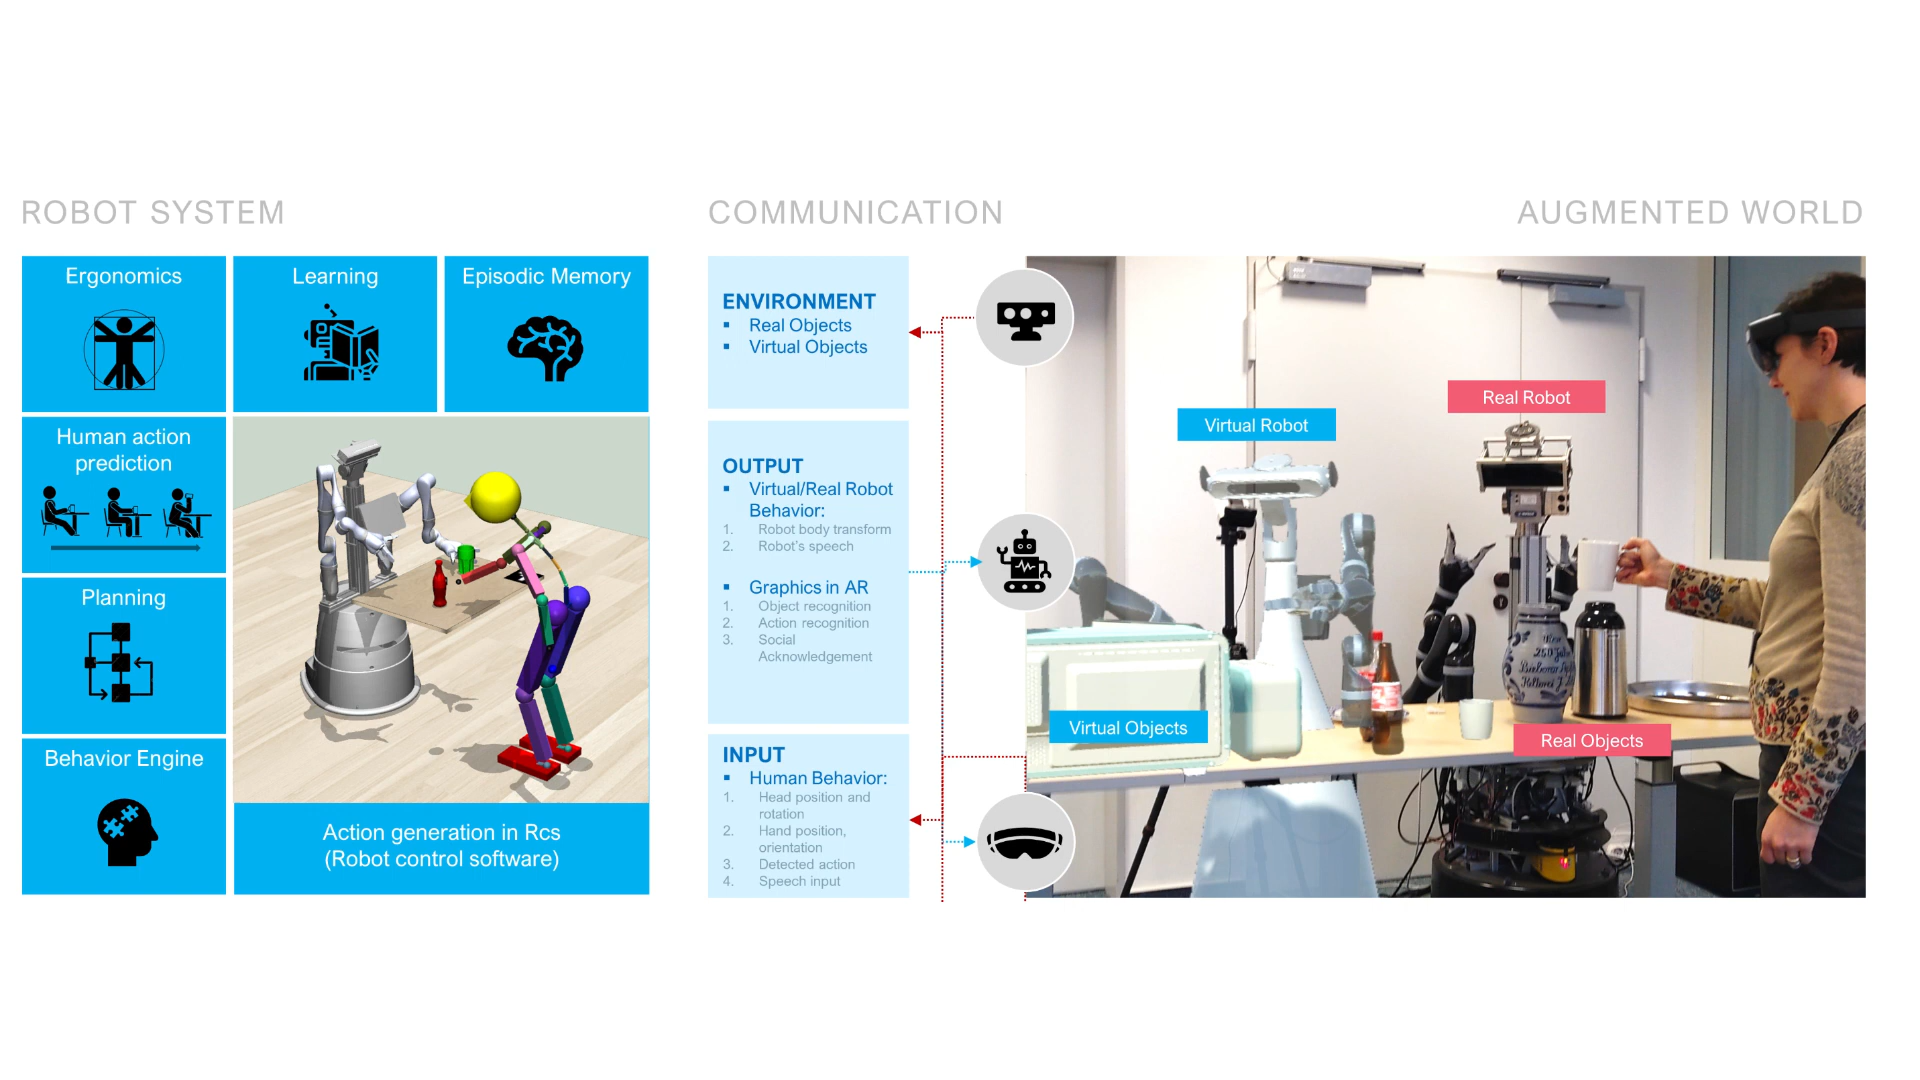 ROBOT SYSTEM
Ergonomics
Learning
Episodic Memory
Human action
prediction
Planning
Behavior Engine
Action generation in Rcs
(Robot control software)
COMMUNICATION
ENVIRONMENT
▪ Real Objects
▪ Virtual Objects
OUTPUT
▪ Virtual/Real Robot
Behavior:
1. Robot body transform
2. Robot's speech
▪ Graphics in AR
1. Object recognition
2. Action recognition
3. Social
Acknowledgement
INPUT
▪ Human Behavior:
1. Head position and
rotation
2. Hand position,
orientation
3. Detected action
4. Speech input
AUGMENTED WORLD
Virtual Robot
Real Robot
Virtual Objects
Real Objects
250